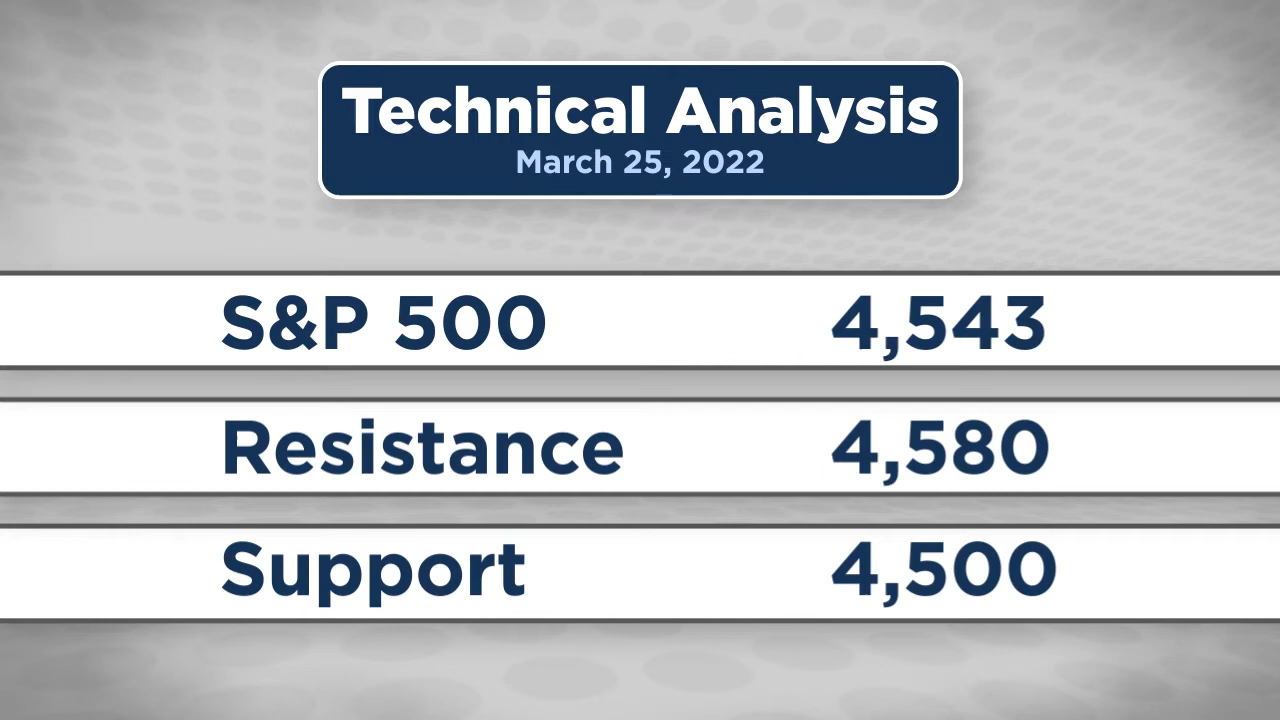 Technical Analysis
March 25, 2022
S&P 500 4,543
Resistance 4,580
Support 4,500